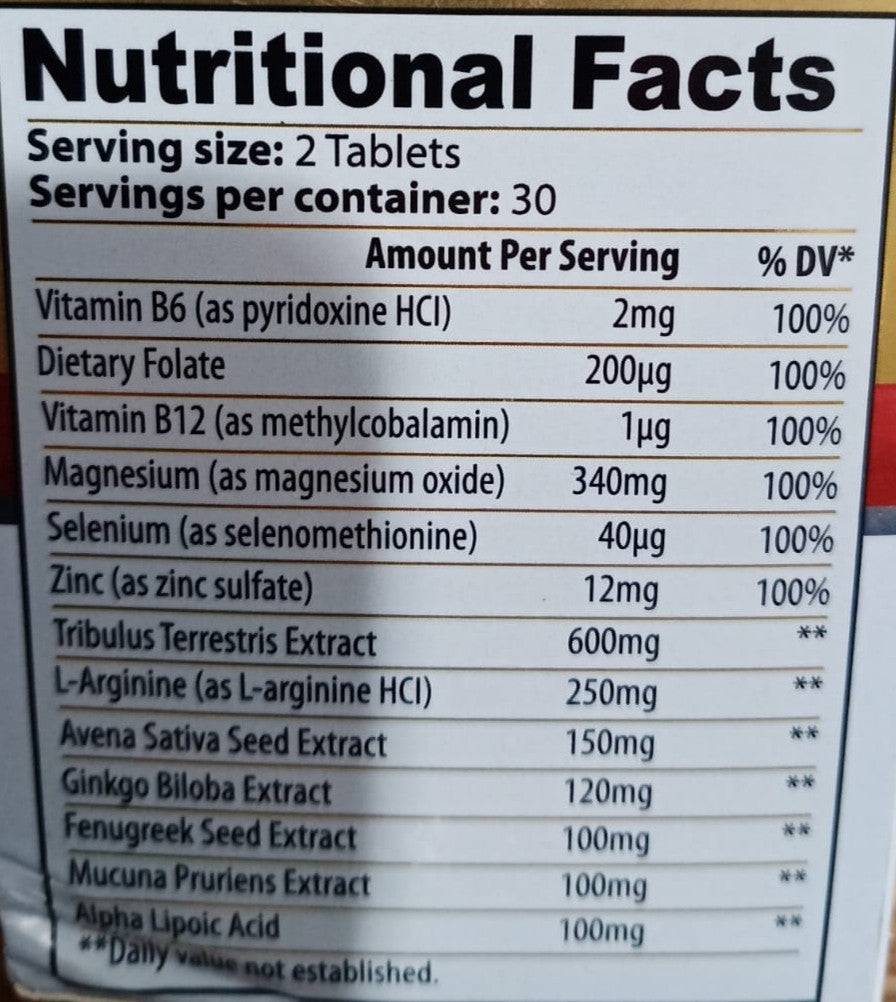 Nutritional Facts
Serving size: 2 Tablets
Servings per container: 30
Amount Per Serving % DV*
Vitamin B6 (as pyridoxine HCl) 2mg 100%
Dietary Folate 200µg 100%
Vitamin B12 (as methylcobalamin) 1µg 100%
Magnesium (as magnesium oxide) 340mg 100%
Selenium (as selenomethionine) 40µg 100%
Zinc (as zinc sulfate) 12mg 100%
Tribulus Terrestris Extract 600mg **
L-Arginine (as L-arginine HCl) 250mg **
Avena Sativa Seed Extract 150mg **
Ginkgo Biloba Extract 120mg **
Fenugreek Seed Extract 100mg **
Mucuna Pruriens Extract 100mg **
Alpha Lipoic Acid 100mg **
**Daily value not established.